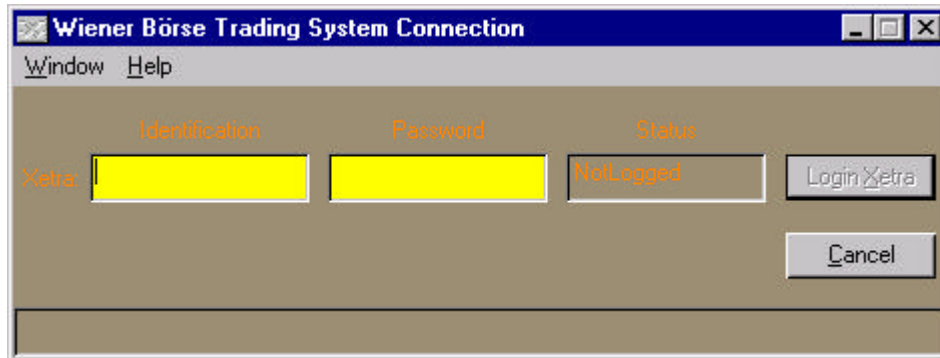 Wiener Börse Trading System Connection
Window Help
Identification Password Status
Xetra: NotLogged Login Xetra
Cancel